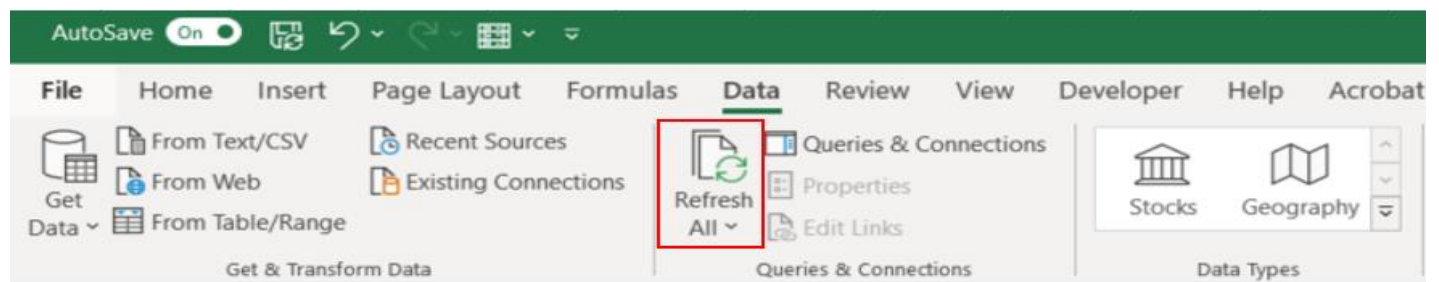 AutoSave On
File Home Insert Page Layout Formulas Data Review View Developer Help Acrobat
Get
Data
From Text/CSV
From Web
From Table/Range
Recent Sources
Existing Connections
Get & Transform Data
Refresh
All
Queries & Connections
Properties
Edit Links
Queries & Connections
Stocks
Geography
Data Types